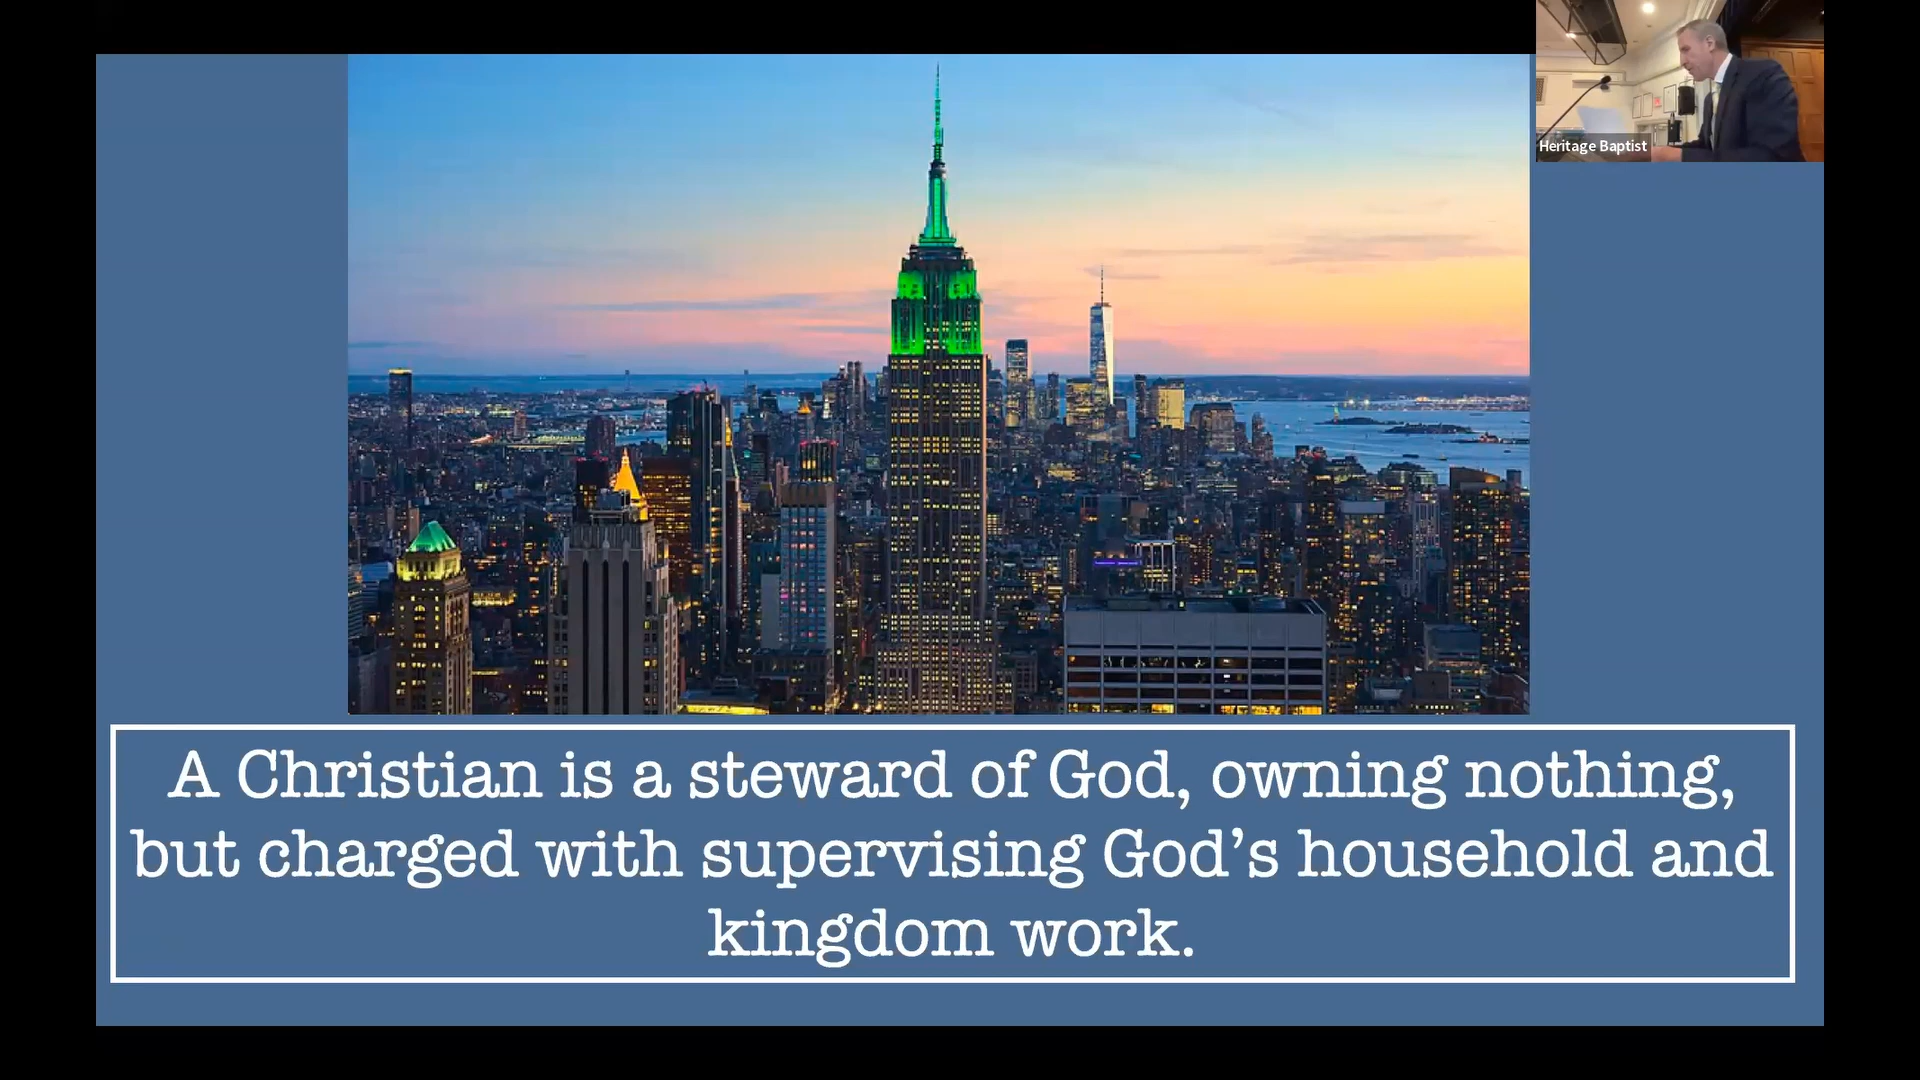 Heritage Baptist
A Christian is a steward of God, owning nothing,
but charged with supervising God’s household and
kingdom work.